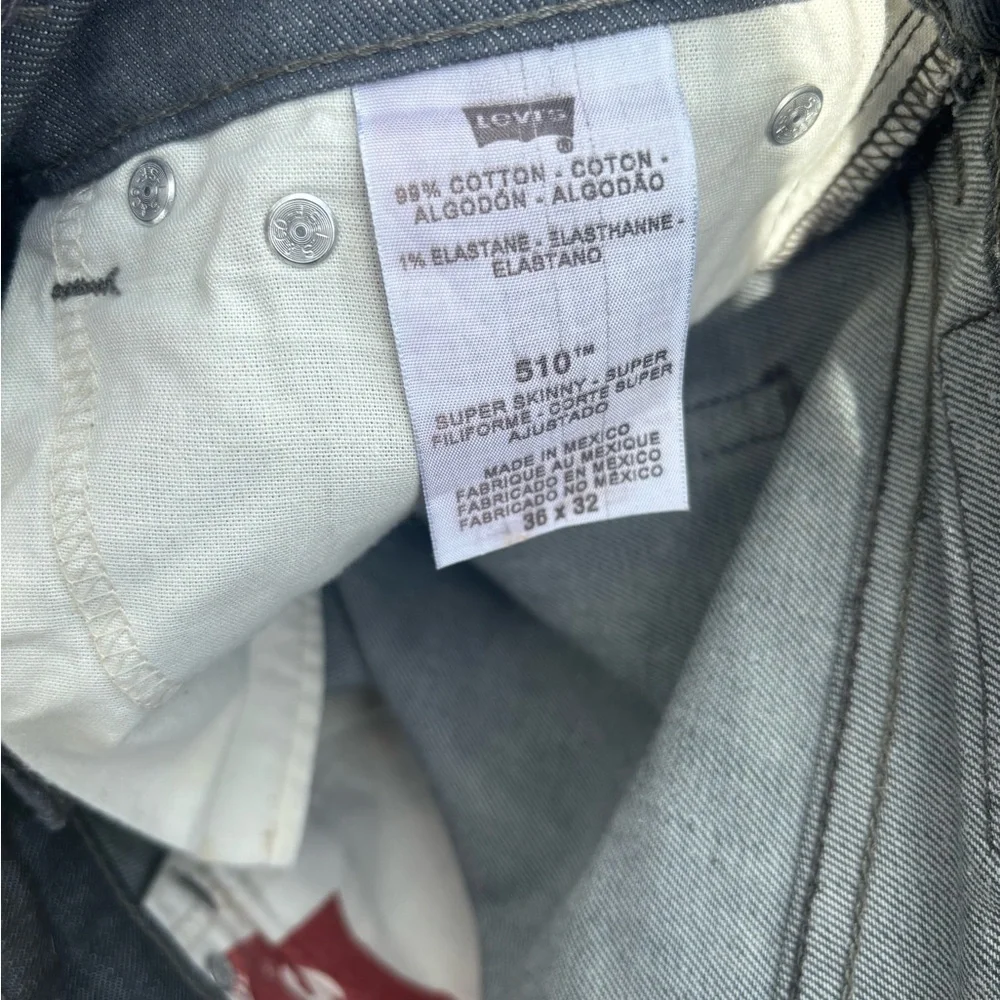 LEVI'S®
99% COTTON - COTON -
ALGODÓN - ALGODÃO
1% ELASTANE - ELASTHANNE -
ELASTANO
510™
SUPER SKINNY - SUPER
FILIFORME - CORTE SUPER
AJUSTADO
MADE IN MEXICO
FABRIQUE AU MEXIQUE
FABRICADO EN MEXICO
FABRICADO NO MÉXICO
36 x 32